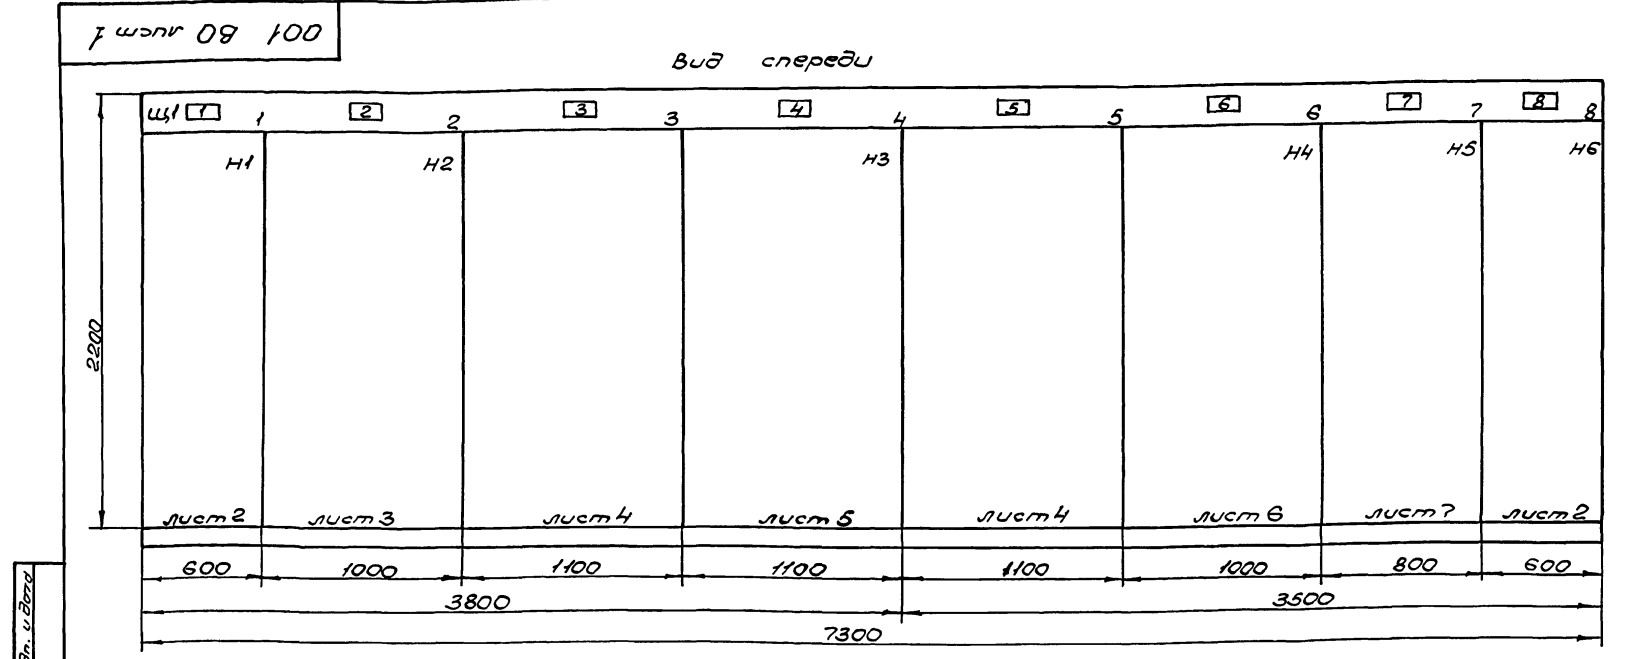 001 ВО лист 1
Вид спереди
Щ1 1 1 2 2 3 3 4 4 5 5 6 6 7 7 8 8
Н1 Н2 Н3 Н4 Н5 Н6
2200
лист 2 лист 3 лист 4 лист 5 лист 4 лист 6 лист 7 лист 2
600 1000 1100 1100 1100 1000 800 600
3800 3500
7300